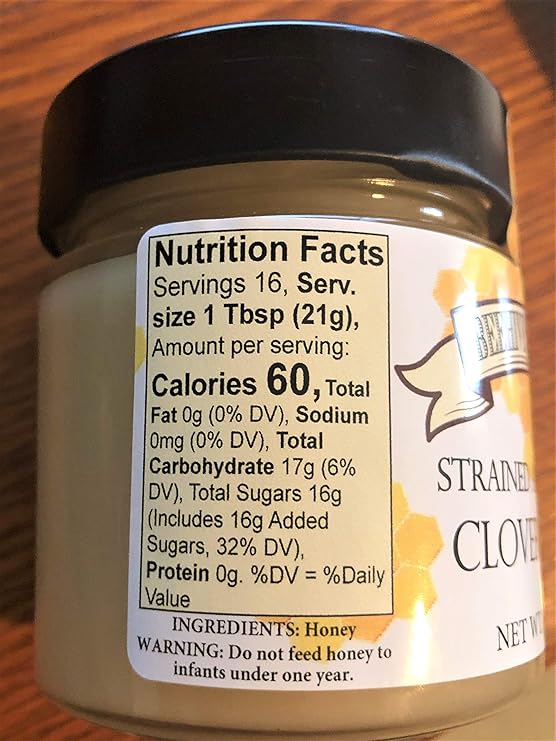 Nutrition Facts
Servings 16, Serv.
size 1 Tbsp (21g),
Amount per serving:
Calories 60, Total
Fat 0g (0% DV), Sodium
0mg (0% DV), Total
Carbohydrate 17g (6%
DV), Total Sugars 16g
(Includes 16g Added
Sugars, 32% DV),
Protein 0g. %DV = %Daily
Value
INGREDIENTS: Honey
WARNING: Do not feed honey to
infants under one year.
STRAINED
CLOVE
NET W